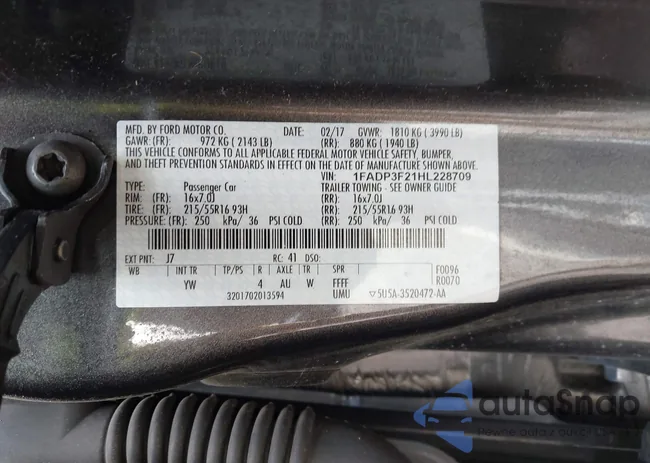 MFD. BY FORD MOTOR CO. DATE: 02/17 GVWR: 1810 KG ( 3990 LB)
GAWR: (FR): 972 KG ( 2143 LB) (RR): 880 KG ( 1940 LB)
THIS VEHICLE CONFORMS TO ALL APPLICABLE FEDERAL MOTOR VEHICLE SAFETY, BUMPER,
AND THEFT PREVENTION STANDARDS IN EFFECT ON THE DATE OF MANUFACTURE SHOWN ABOVE.
VIN: 1FADP3F21HL228709
TYPE: Passenger Car TRAILER TOWING - SEE OWNER GUIDE
RIM: (FR): 16x7.0J (RR): 16x7.0J
TIRE: (FR): 215/55R16 93H (RR): 215/55R16 93H
PRESSURE: (FR): 250 kPa/ 36 PSI COLD (RR): 250 kPa/ 36 PSI COLD
EXT PNT: J7 RC: 41 DSO:
WB INT TR TP/PS R AXLE TR SPR F0096
YW 4 AU W FFFF R0070
3201702013594 UMU ▽5U5A-3520472-AA
autoSnap
Pewne auta z aukcji